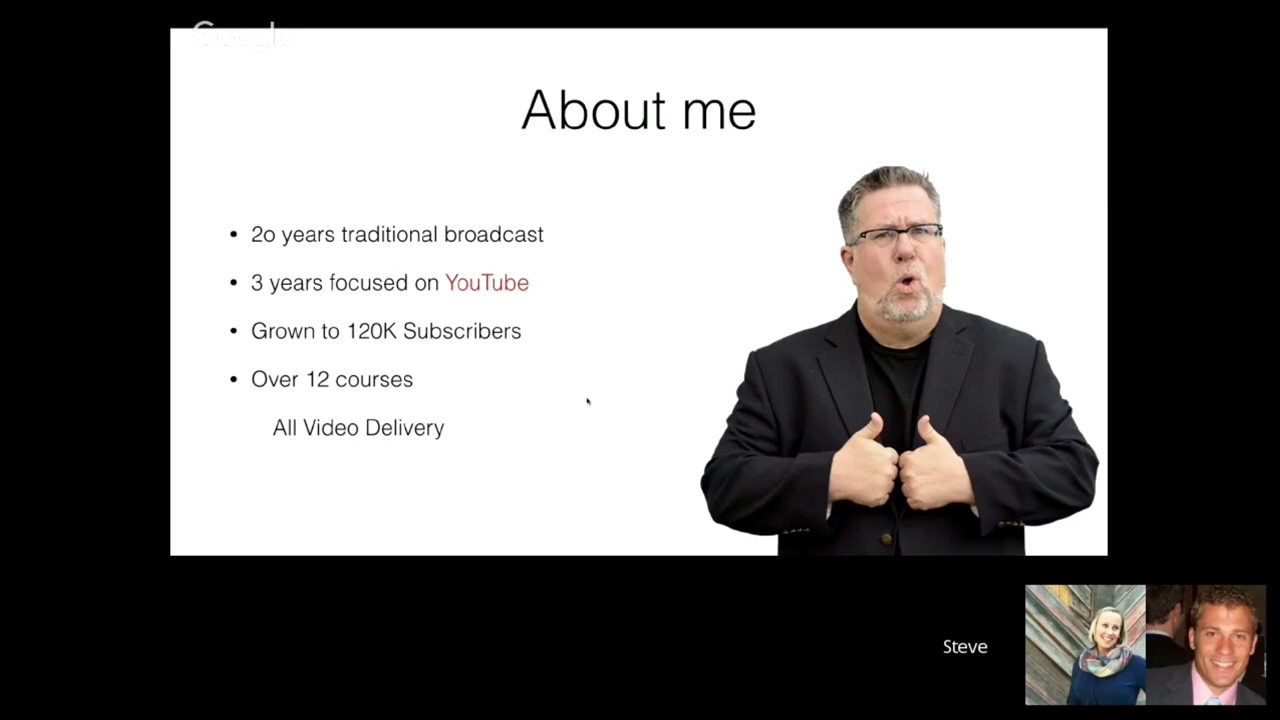 Google
About me
• 2o years traditional broadcast
• 3 years focused on YouTube
• Grown to 120K Subscribers
• Over 12 courses
All Video Delivery
Steve